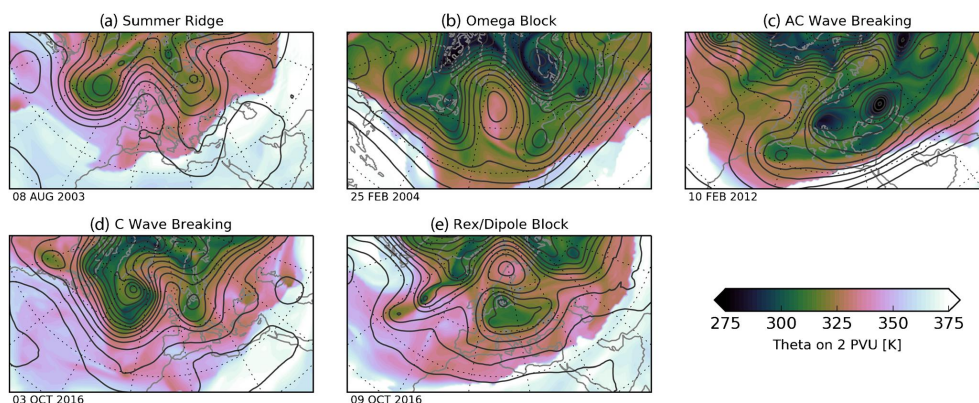 (a) Summer Ridge
(b) Omega Block
(c) AC Wave Breaking
08 AUG 2003
25 FEB 2004
10 FEB 2012
(d) C Wave Breaking
(e) Rex/Dipole Block
275 300 325 350 375
Theta on 2 PVU [K]
03 OCT 2016
09 OCT 2016